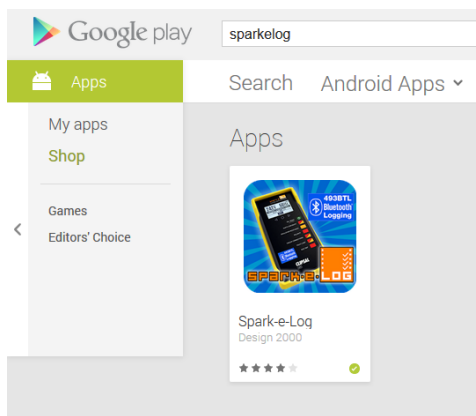 Google play
sparkelog
Apps
Search
Android Apps
My apps
Shop
Games
Editors' Choice
Apps
493BTL
Bluetooth
Logging
CLIPSAL
SPARK-E-LOG
Spark-e-Log
Design 2000